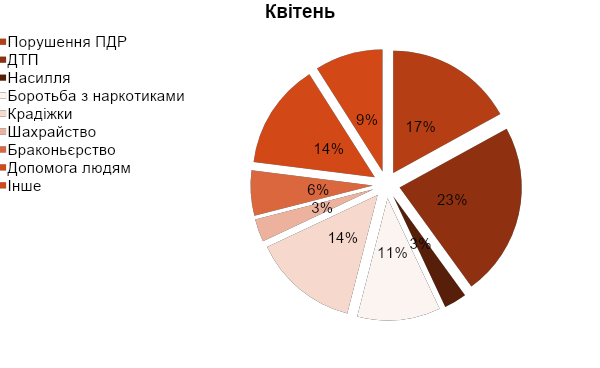 Квітень
Порушення ПДР
ДТП
Насилля
Боротьба з наркотиками
Крадіжки
Шахрайство
Браконьєрство
Допомога людям
Інше
17%
23%
3%
11%
14%
3%
6%
14%
9%